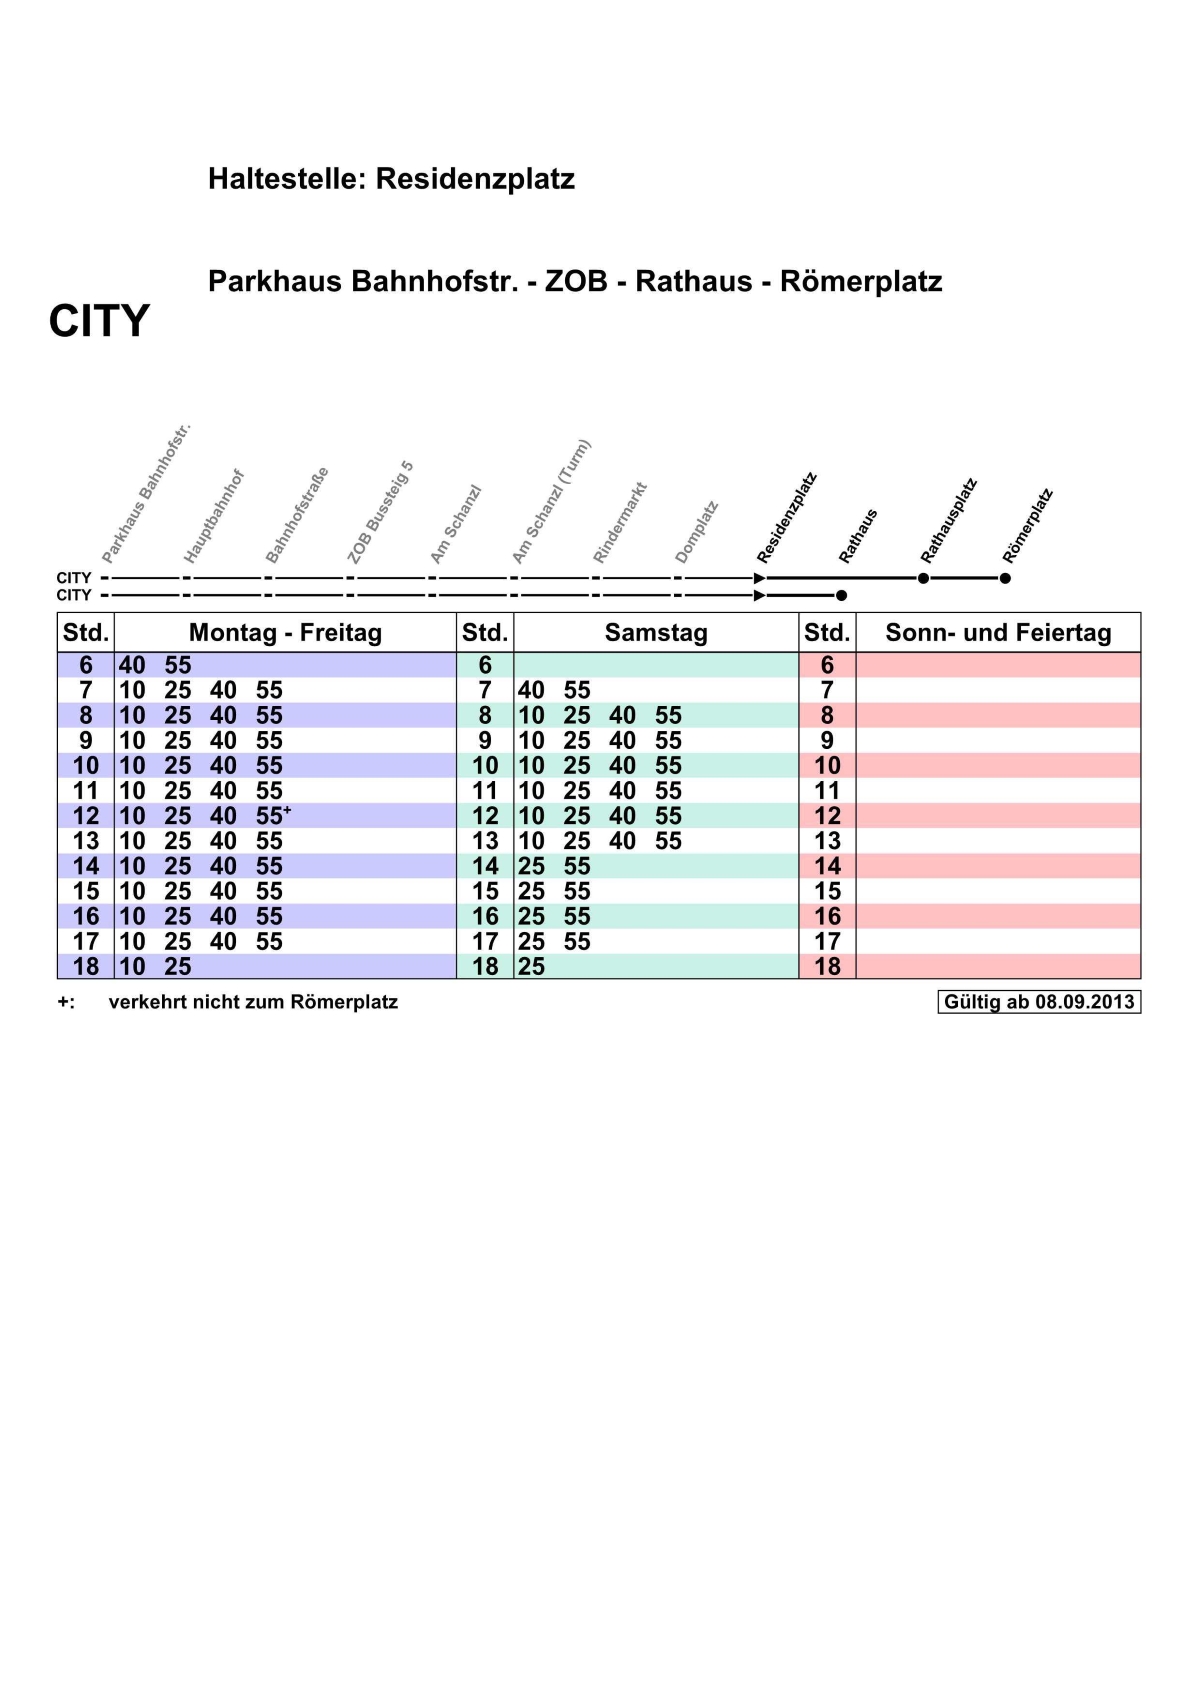 Haltestelle: Residenzplatz
Parkhaus Bahnhofstr. - ZOB - Rathaus - Römerplatz
CITY
Parkhaus Bahnhofstr.
Hauptbahnhof
Bahnhofstraße
ZOB Bussteig 5
Am Schanzl
Am Schanzl (Turm)
Rindermarkt
Domplatz
Residenzplatz
Rathaus
Rathausplatz
Römerplatz
CITY
CITY
Std. Montag - Freitag Std. Samstag Std. Sonn- und Feiertag
6 40 55 6 6
7 10 25 40 55 7 40 55 7
8 10 25 40 55 8 10 25 40 55 8
9 10 25 40 55 9 10 25 40 55 9
10 10 25 40 55 10 10 25 40 55 10
11 10 25 40 55 11 10 25 40 55 11
12 10 25 40 55+ 12 10 25 40 55 12
13 10 25 40 55 13 10 25 40 55 13
14 10 25 40 55 14 25 55 14
15 10 25 40 55 15 25 55 15
16 10 25 40 55 16 25 55 16
17 10 25 40 55 17 25 55 17
18 10 25 18 25 18
+: verkehrt nicht zum Römerplatz Gültig ab 08.09.2013